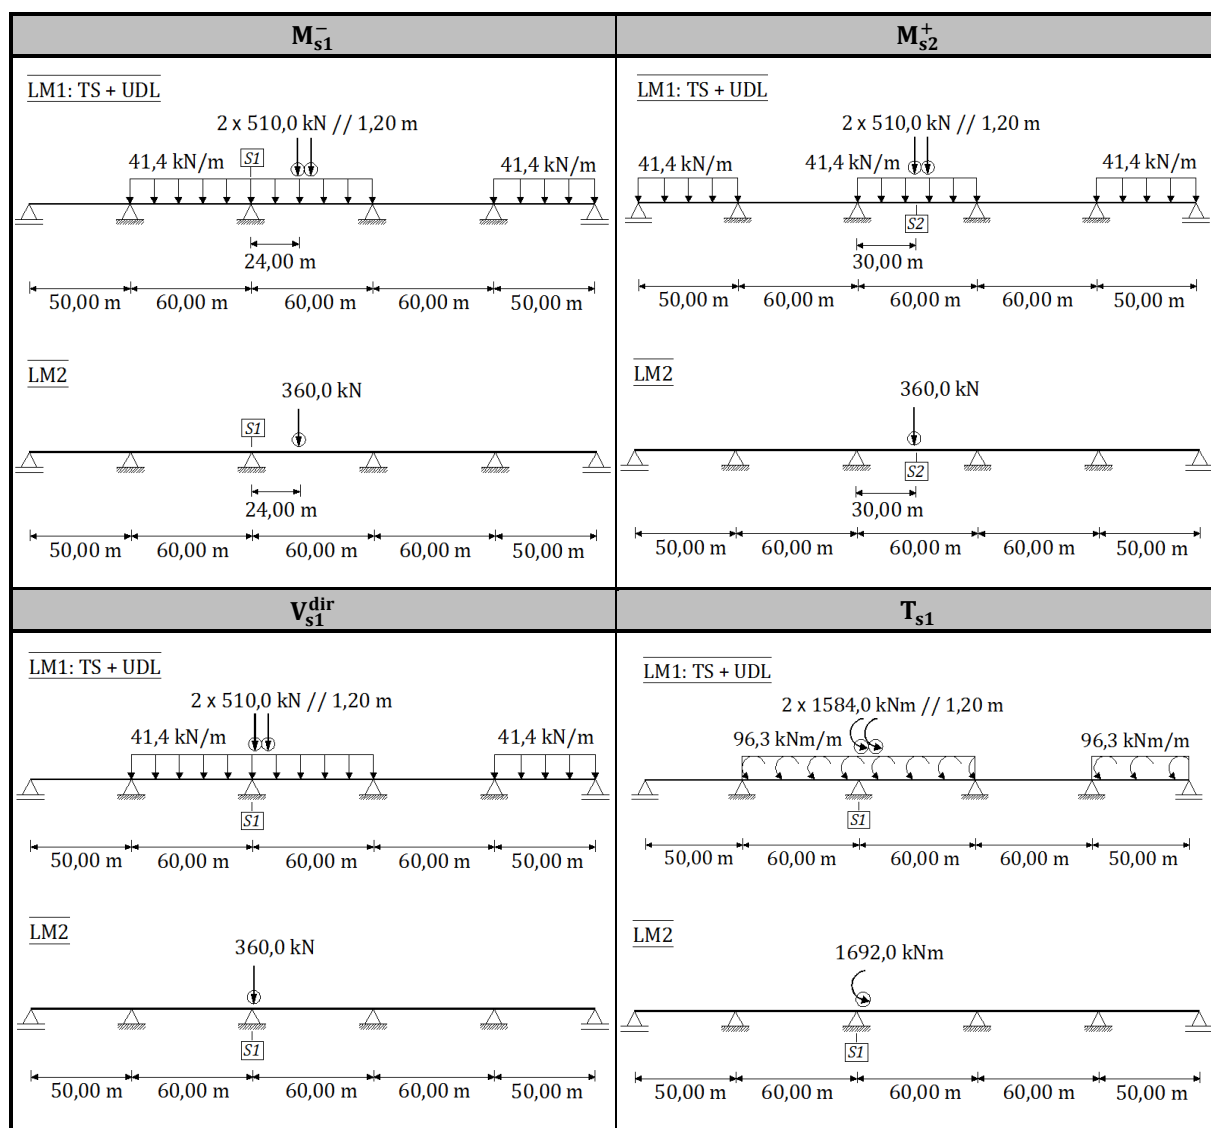 M⁻s1
LM1: TS + UDL
2 x 510,0 kN // 1,20 m
41,4 kN/m S1 41,4 kN/m
24,00 m
50,00 m 60,00 m 60,00 m 60,00 m 50,00 m
LM2
360,0 kN
S1
24,00 m
50,00 m 60,00 m 60,00 m 60,00 m 50,00 m
M⁺s2
LM1: TS + UDL
2 x 510,0 kN // 1,20 m
41,4 kN/m 41,4 kN/m 41,4 kN/m
S2
30,00 m
50,00 m 60,00 m 60,00 m 60,00 m 50,00 m
LM2
360,0 kN
S2
30,00 m
50,00 m 60,00 m 60,00 m 60,00 m 50,00 m
V^dir s1
LM1: TS + UDL
2 x 510,0 kN // 1,20 m
41,4 kN/m 41,4 kN/m
S1
50,00 m 60,00 m 60,00 m 60,00 m 50,00 m
LM2
360,0 kN
S1
50,00 m 60,00 m 60,00 m 60,00 m 50,00 m
Ts1
LM1: TS + UDL
2 x 1584,0 kNm // 1,20 m
96,3 kNm/m 96,3 kNm/m
S1
50,00 m 60,00 m 60,00 m 60,00 m 50,00 m
LM2
1692,0 kNm
S1
50,00 m 60,00 m 60,00 m 60,00 m 50,00 m